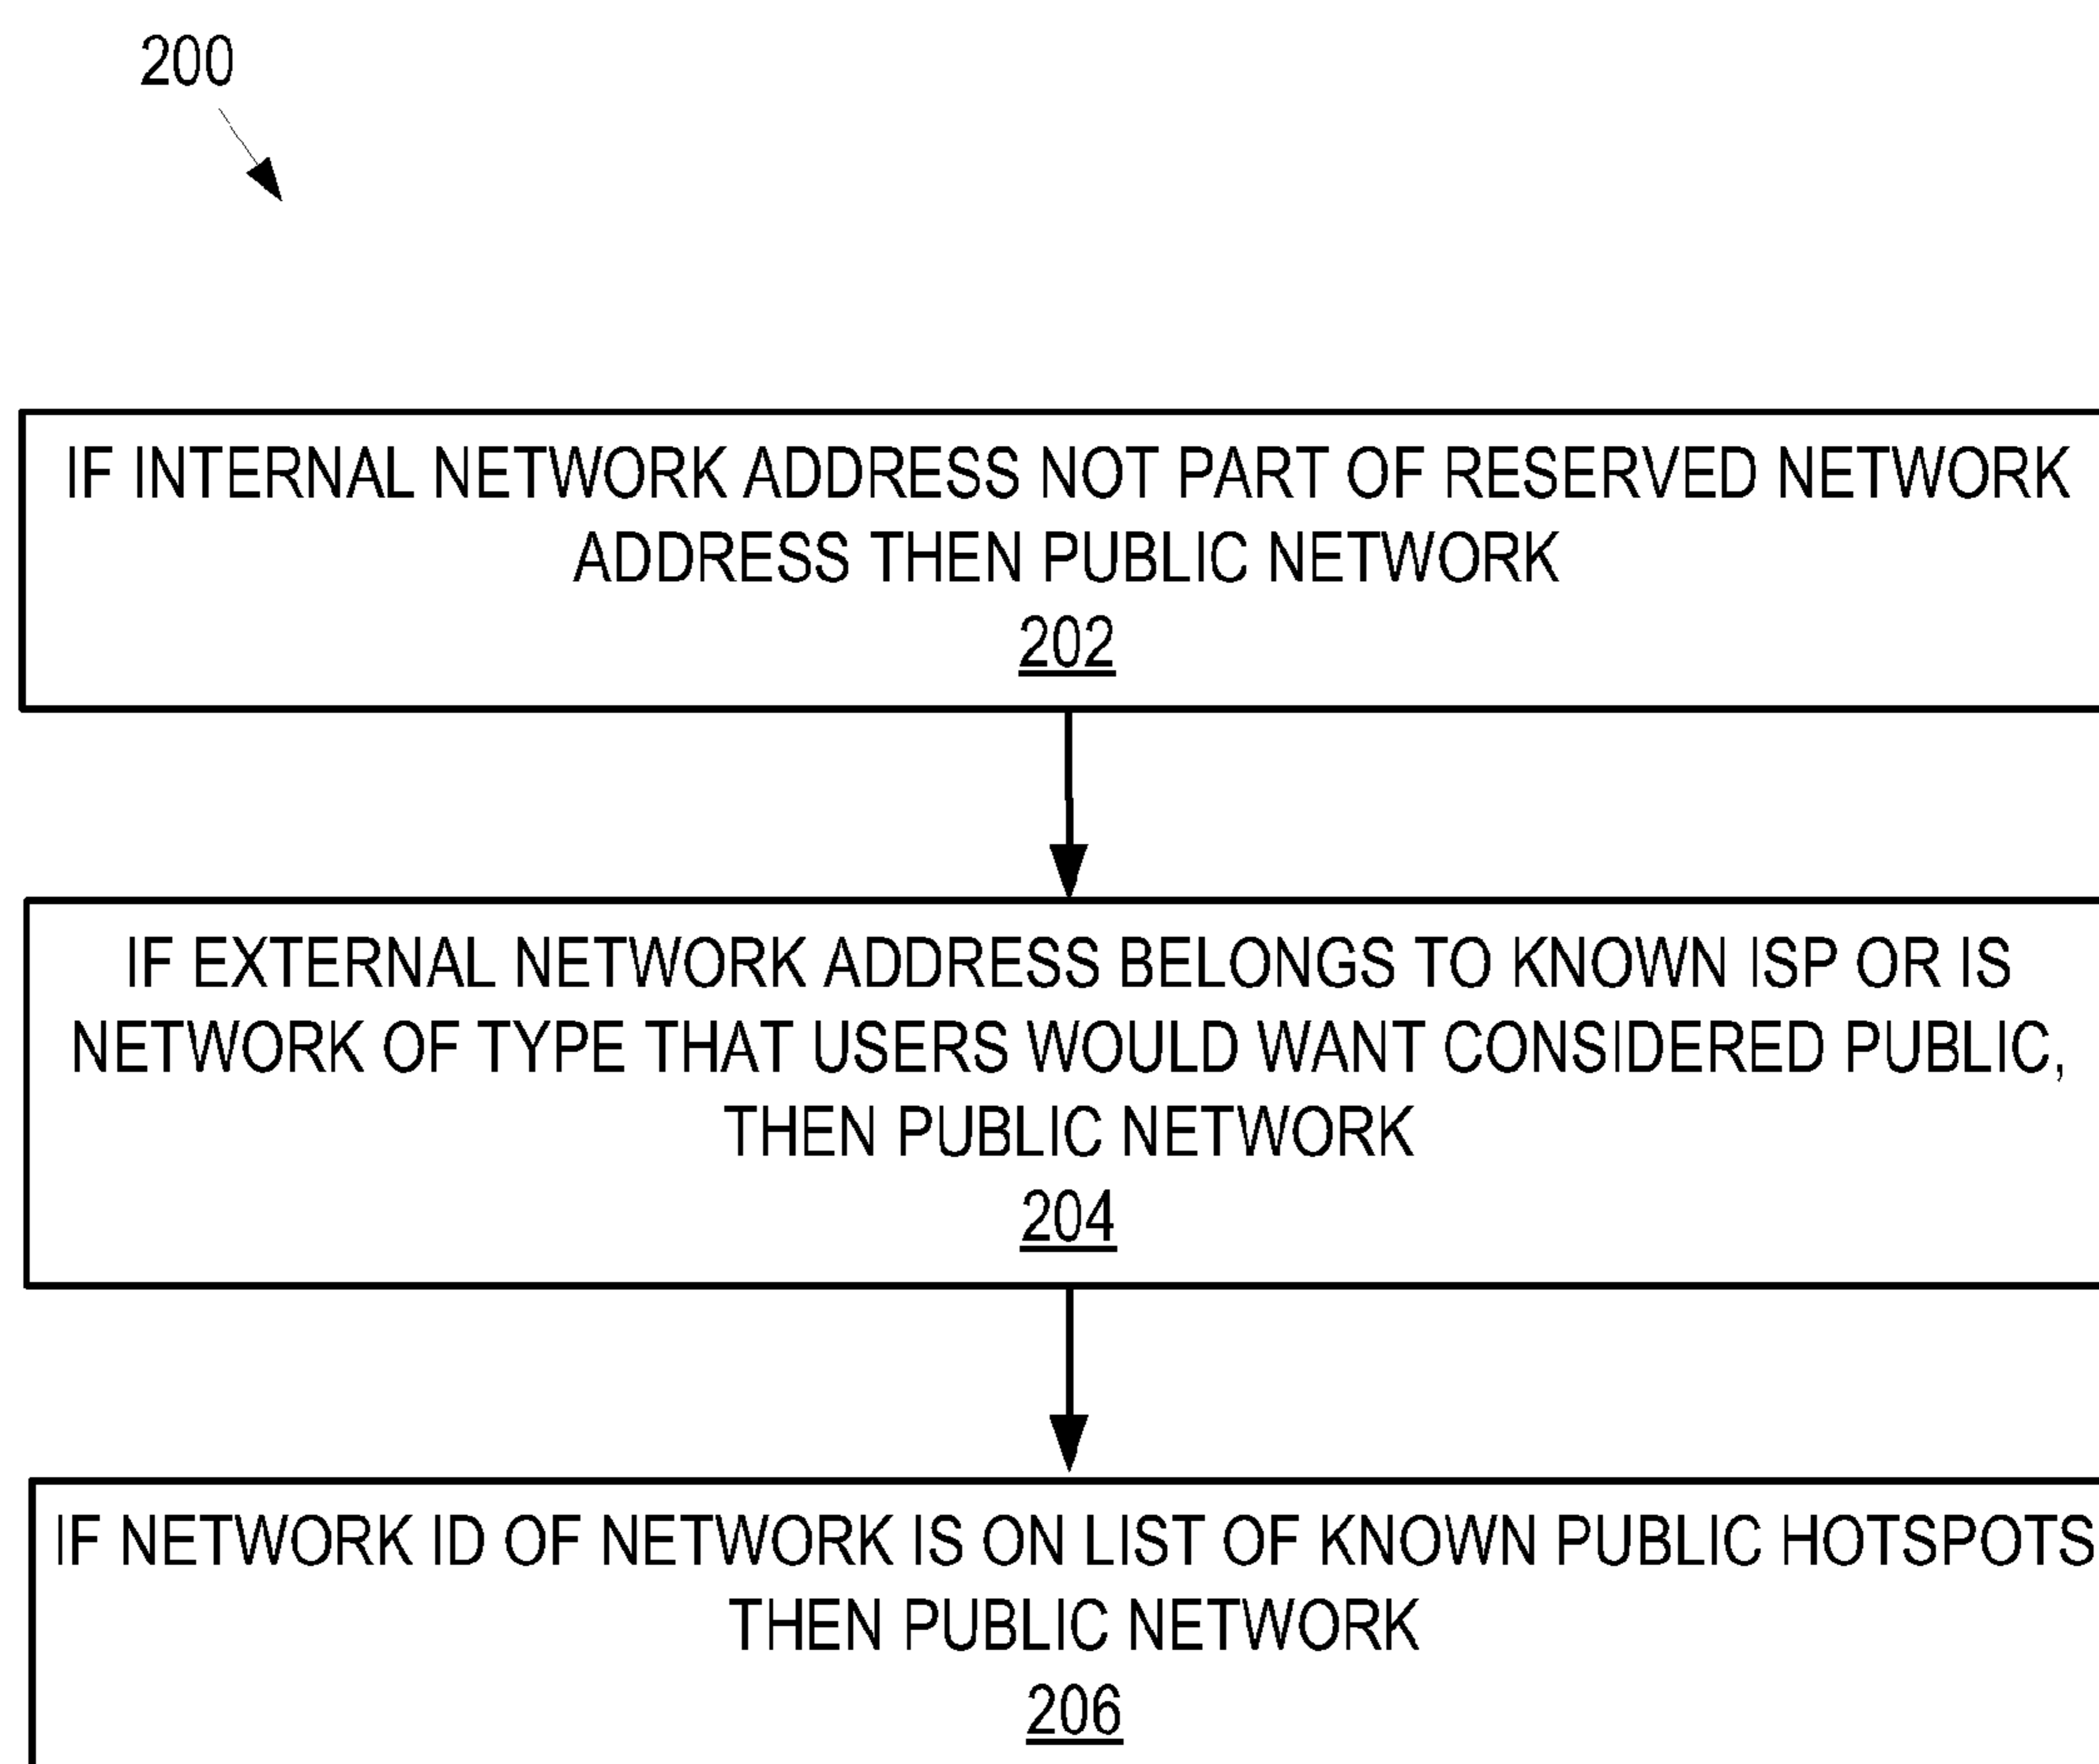 200
IF INTERNAL NETWORK ADDRESS NOT PART OF RESERVED NETWORK
ADDRESS THEN PUBLIC NETWORK
202
IF EXTERNAL NETWORK ADDRESS BELONGS TO KNOWN ISP OR IS
NETWORK OF TYPE THAT USERS WOULD WANT CONSIDERED PUBLIC,
THEN PUBLIC NETWORK
204
IF NETWORK ID OF NETWORK IS ON LIST OF KNOWN PUBLIC HOTSPOTS
THEN PUBLIC NETWORK
206